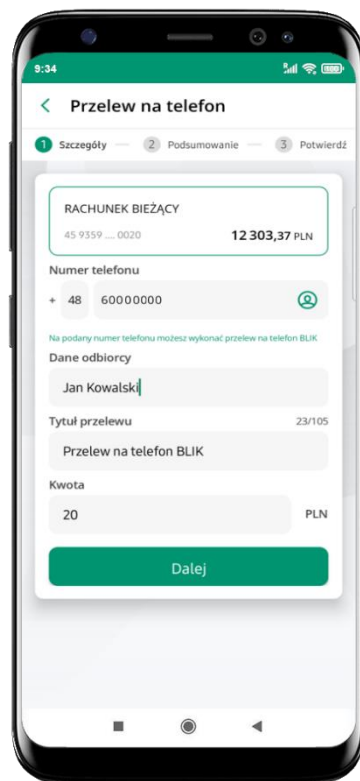 9:34
Przelew na telefon
1 Szczegóły 2 Podsumowanie 3 Potwierdź
RACHUNEK BIEŻĄCY
45 9359 .... 0020 12 303,37 PLN
Numer telefonu
+ 48 60000000
Na podany numer telefonu możesz wykonać przelew na telefon BLIK
Dane odbiorcy
Jan Kowalski
Tytuł przelewu 23/105
Przelew na telefon BLIK
Kwota
20 PLN
Dalej